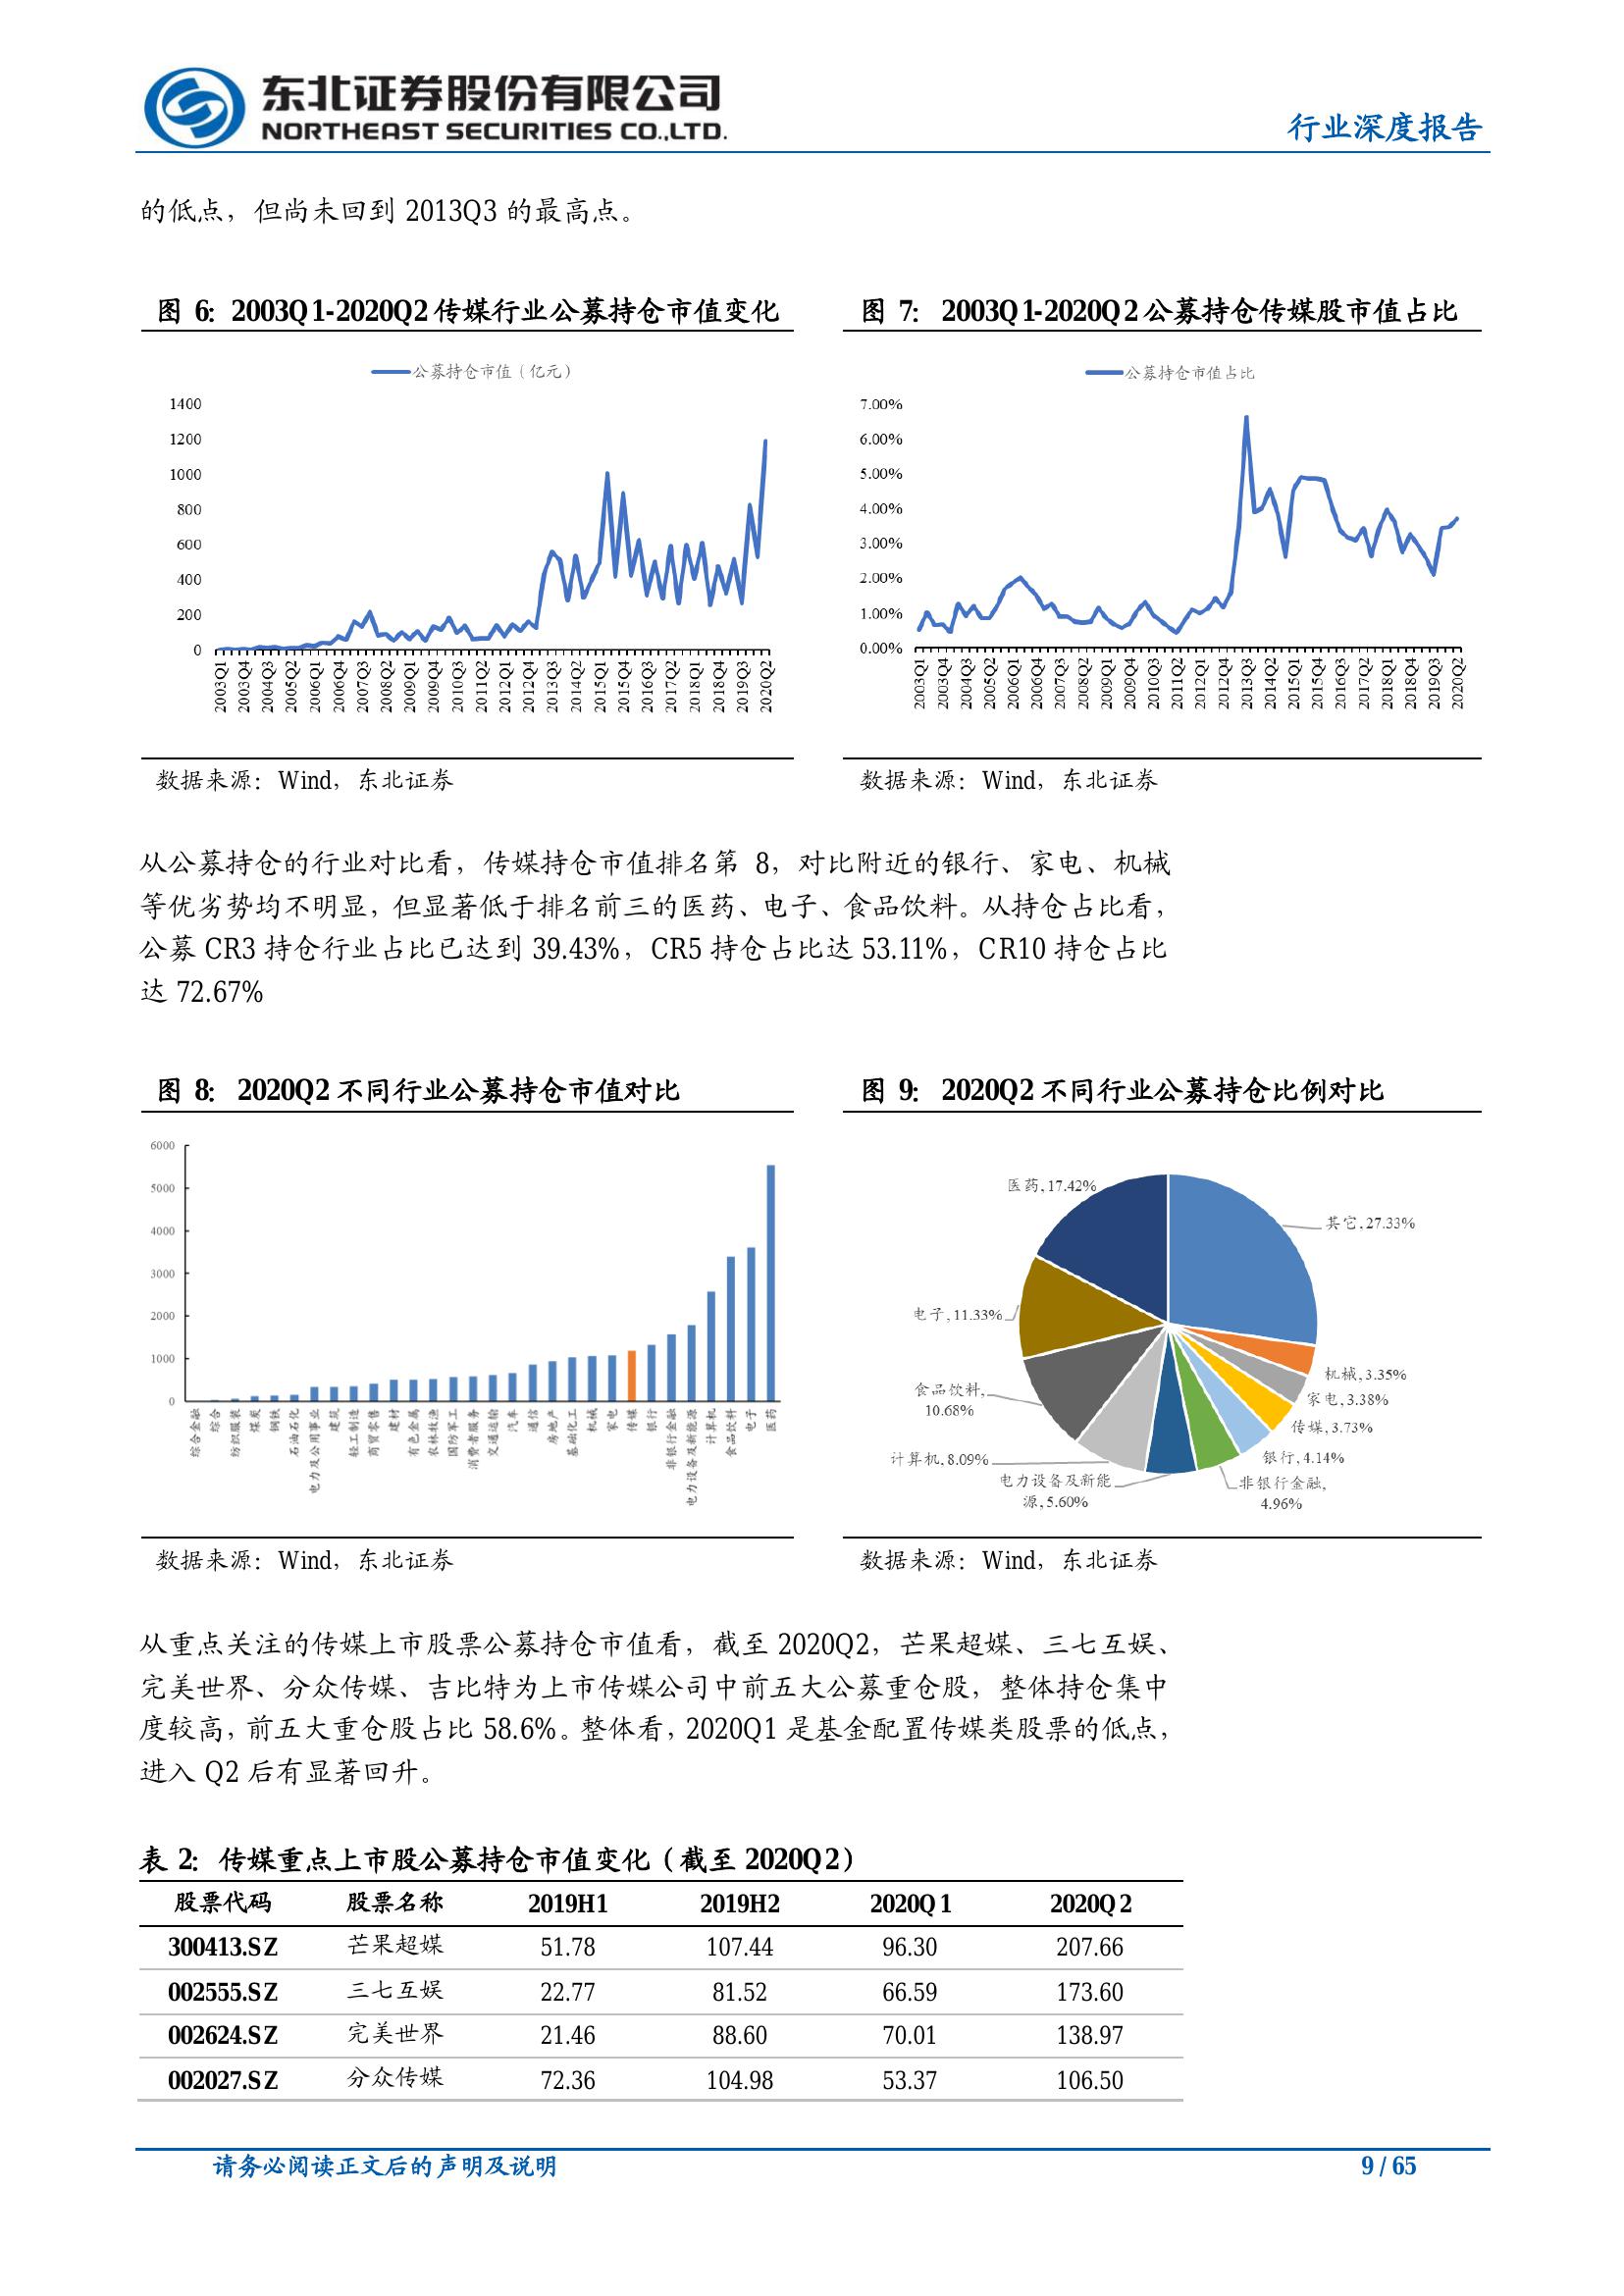 东北证券股份有限公司
NORTHEAST SECURITIES CO.,LTD.
行业深度报告
的低点，但尚未回到 2013Q3 的最高点。
图 6：2003Q1-2020Q2 传媒行业公募持仓市值变化
公募持仓市值（亿元）
1400
1200
1000
800
600
400
200
0
2003Q1
2003Q4
2004Q3
2005Q2
2006Q1
2006Q4
2007Q3
2008Q2
2009Q1
2009Q4
2010Q3
2011Q2
2012Q1
2012Q4
2013Q3
2014Q2
2015Q1
2015Q4
2016Q3
2017Q2
2018Q1
2018Q4
2019Q3
2020Q2
数据来源：Wind，东北证券
图 7： 2003Q1-2020Q2 公募持仓传媒股市值占比
公募持仓市值占比
7.00%
6.00%
5.00%
4.00%
3.00%
2.00%
1.00%
0.00%
2003Q1
2003Q4
2004Q3
2005Q2
2006Q1
2006Q4
2007Q3
2008Q2
2009Q1
2009Q4
2010Q3
2011Q2
2012Q1
2012Q4
2013Q3
2014Q2
2015Q1
2015Q4
2016Q3
2017Q2
2018Q1
2018Q4
2019Q3
2020Q2
数据来源：Wind，东北证券
从公募持仓的行业对比看，传媒持仓市值排名第 8，对比附近的银行、家电、机械
等优劣势均不明显，但显著低于排名前三的医药、电子、食品饮料。从持仓占比看，
公募 CR3 持仓行业占比已达到 39.43%，CR5 持仓占比达 53.11%，CR10 持仓占比
达 72.67%
图 8： 2020Q2 不同行业公募持仓市值对比
6000
5000
4000
3000
2000
1000
0
综合金融
综合
纺织服装
煤炭
钢铁
石油石化
电力及公用事业
建筑
轻工制造
商贸零售
建材
有色金属
农林牧渔
国防军工
消费者服务
交通运输
汽车
通信
房地产
基础化工
机械
家电
传媒
银行
非银行金融
电力设备及新能源
计算机
食品饮料
电子
医药
数据来源：Wind，东北证券
图 9： 2020Q2 不同行业公募持仓比例对比
医药, 17.42%
其它, 27.33%
电子, 11.33%
机械, 3.35%
食品饮料,
10.68%
家电, 3.38%
传媒, 3.73%
计算机, 8.09%
银行, 4.14%
电力设备及新能
源, 5.60%
非银行金融,
4.96%
数据来源：Wind，东北证券
从重点关注的传媒上市股票公募持仓市值看，截至 2020Q2，芒果超媒、三七互娱、
完美世界、分众传媒、吉比特为上市传媒公司中前五大公募重仓股，整体持仓集中
度较高，前五大重仓股占比 58.6%。整体看，2020Q1 是基金配置传媒类股票的低点，
进入 Q2 后有显著回升。
表 2：传媒重点上市股公募持仓市值变化（截至 2020Q2）
股票代码 股票名称 2019H1 2019H2 2020Q1 2020Q2
300413.SZ 芒果超媒 51.78 107.44 96.30 207.66
002555.SZ 三七互娱 22.77 81.52 66.59 173.60
002624.SZ 完美世界 21.46 88.60 70.01 138.97
002027.SZ 分众传媒 72.36 104.98 53.37 106.50
请务必阅读正文后的声明及说明 9 / 65